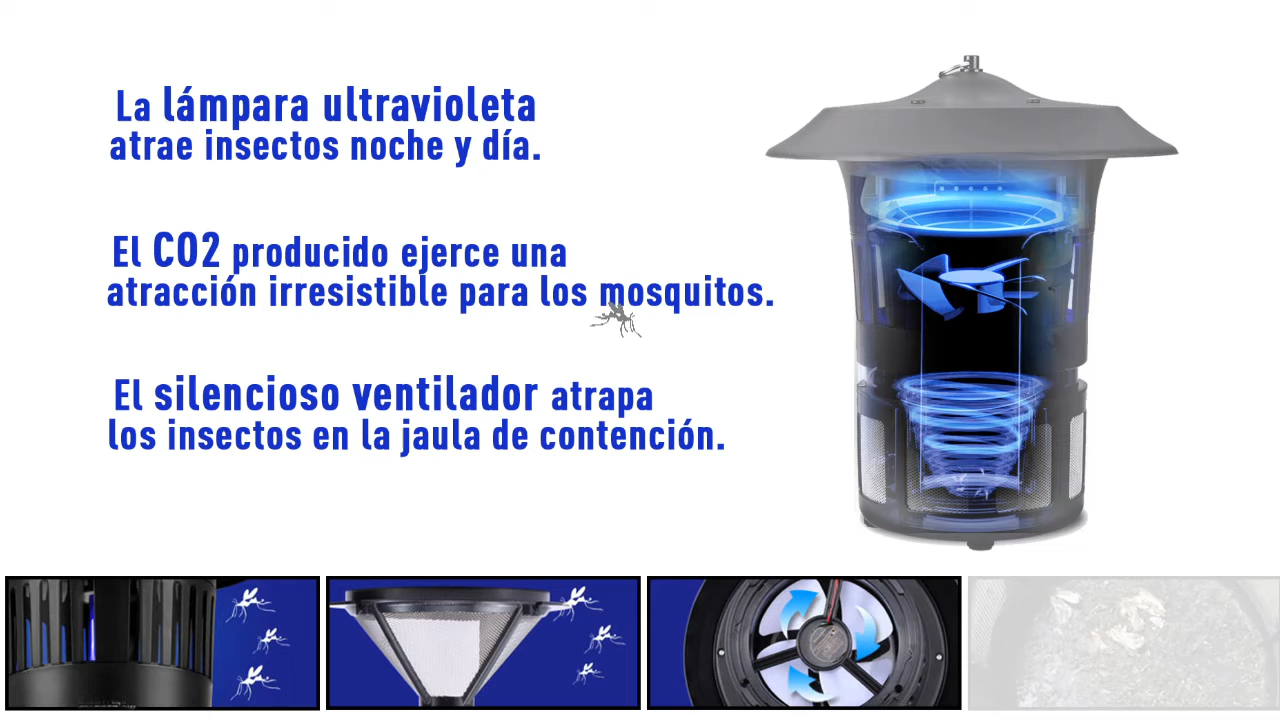 La lámpara ultravioleta
atrae insectos noche y día.
El CO2 producido ejerce una
atracción irresistible para los mosquitos.
El silencioso ventilador atrapa
los insectos en la jaula de contención.